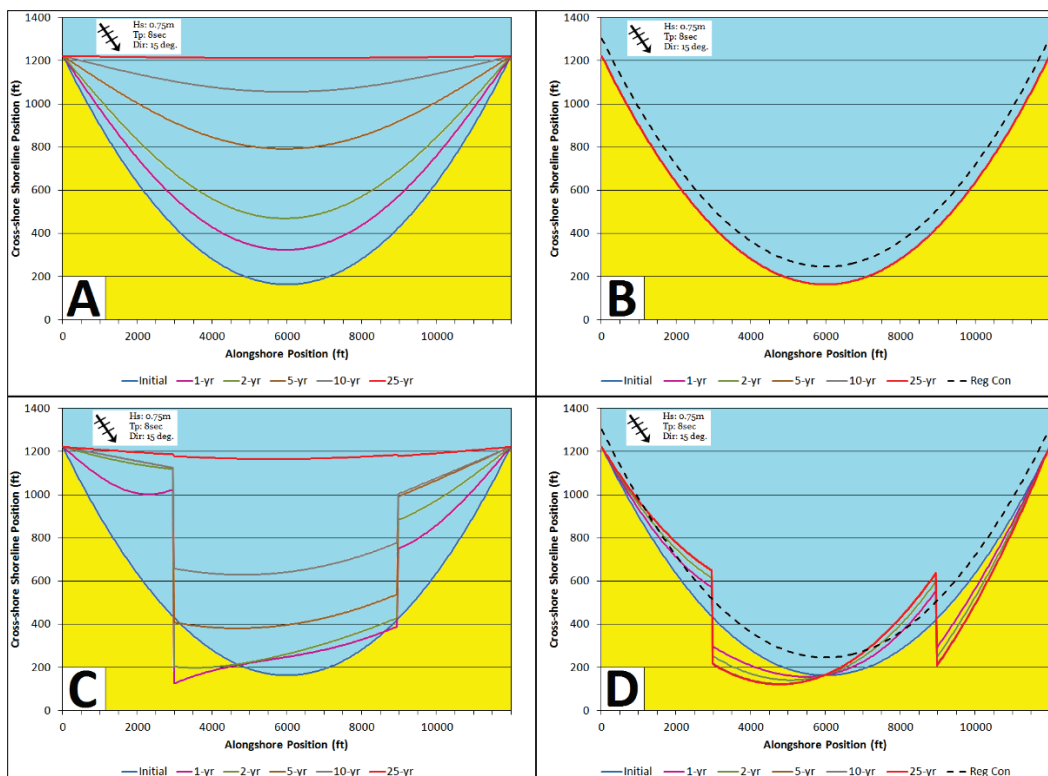 1400
1200
1000
800
600
400
200
0
Cross-shore Shoreline Position (ft)
Hs: 0.75m
Tp: 8sec
Dir: 15 deg.
A
0 2000 4000 6000 8000 10000
Alongshore Position (ft)
Initial 1-yr 2-yr 5-yr 10-yr 25-yr
1400
1200
1000
800
600
400
200
0
Cross-shore Shoreline Position (ft)
Hs: 0.75m
Tp: 8sec
Dir: 15 deg.
B
0 2000 4000 6000 8000 10000
Alongshore Position (ft)
Initial 1-yr 2-yr 5-yr 10-yr 25-yr Reg Con
1400
1200
1000
800
600
400
200
0
Cross-shore Shoreline Position (ft)
Hs: 0.75m
Tp: 8sec
Dir: 15 deg.
C
0 2000 4000 6000 8000 10000
Alongshore Position (ft)
Initial 1-yr 2-yr 5-yr 10-yr 25-yr
1400
1200
1000
800
600
400
200
0
Cross-shore Shoreline Position (ft)
Hs: 0.75m
Tp: 8sec
Dir: 15 deg.
D
0 2000 4000 6000 8000 10000
Alongshore Position (ft)
Initial 1-yr 2-yr 5-yr 10-yr 25-yr Reg Con